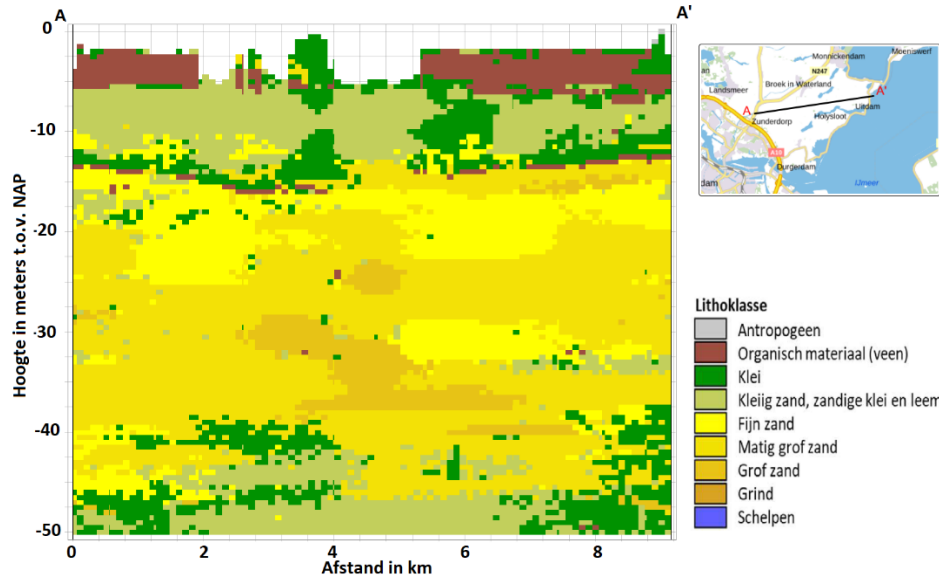 A
A'
0
-10
-20
-30
-40
-50
Hoogte in meters t.o.v. NAP
0
2
4
6
8
Afstand in km
Moeniswerf
Monnickendam
N247
Landsmeer
Broek in Waterland
A'
A
Uitdam
Holysloot
Zunderdorp
A10
Durgerdam
dam
IJmeer
Lithoklasse
Antropogeen
Organisch materiaal (veen)
Klei
Kleiig zand, zandige klei en leem
Fijn zand
Matig grof zand
Grof zand
Grind
Schelpen